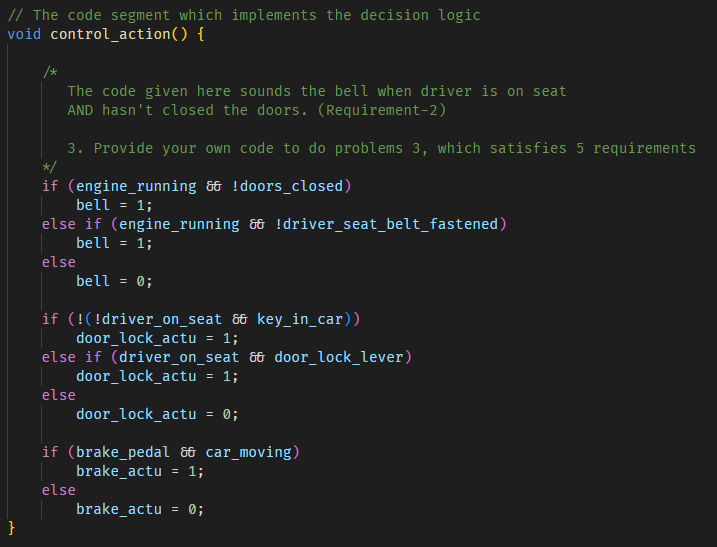 // The code segment which implements the decision logic
void control_action() {
/*
The code given here sounds the bell when driver is on seat
AND hasn't closed the doors. (Requirement-2)
3. Provide your own code to do problems 3, which satisfies 5 requirements
*/
if (engine_running && !doors_closed)
bell = 1;
else if (engine_running && !driver_seat_belt_fastened)
bell = 1;
else
bell = 0;
if (!(!driver_on_seat && key_in_car))
door_lock_actu = 1;
else if (driver_on_seat && door_lock_lever)
door_lock_actu = 1;
else
door_lock_actu = 0;
if (brake_pedal && car_moving)
brake_actu = 1;
else
brake_actu = 0;
}